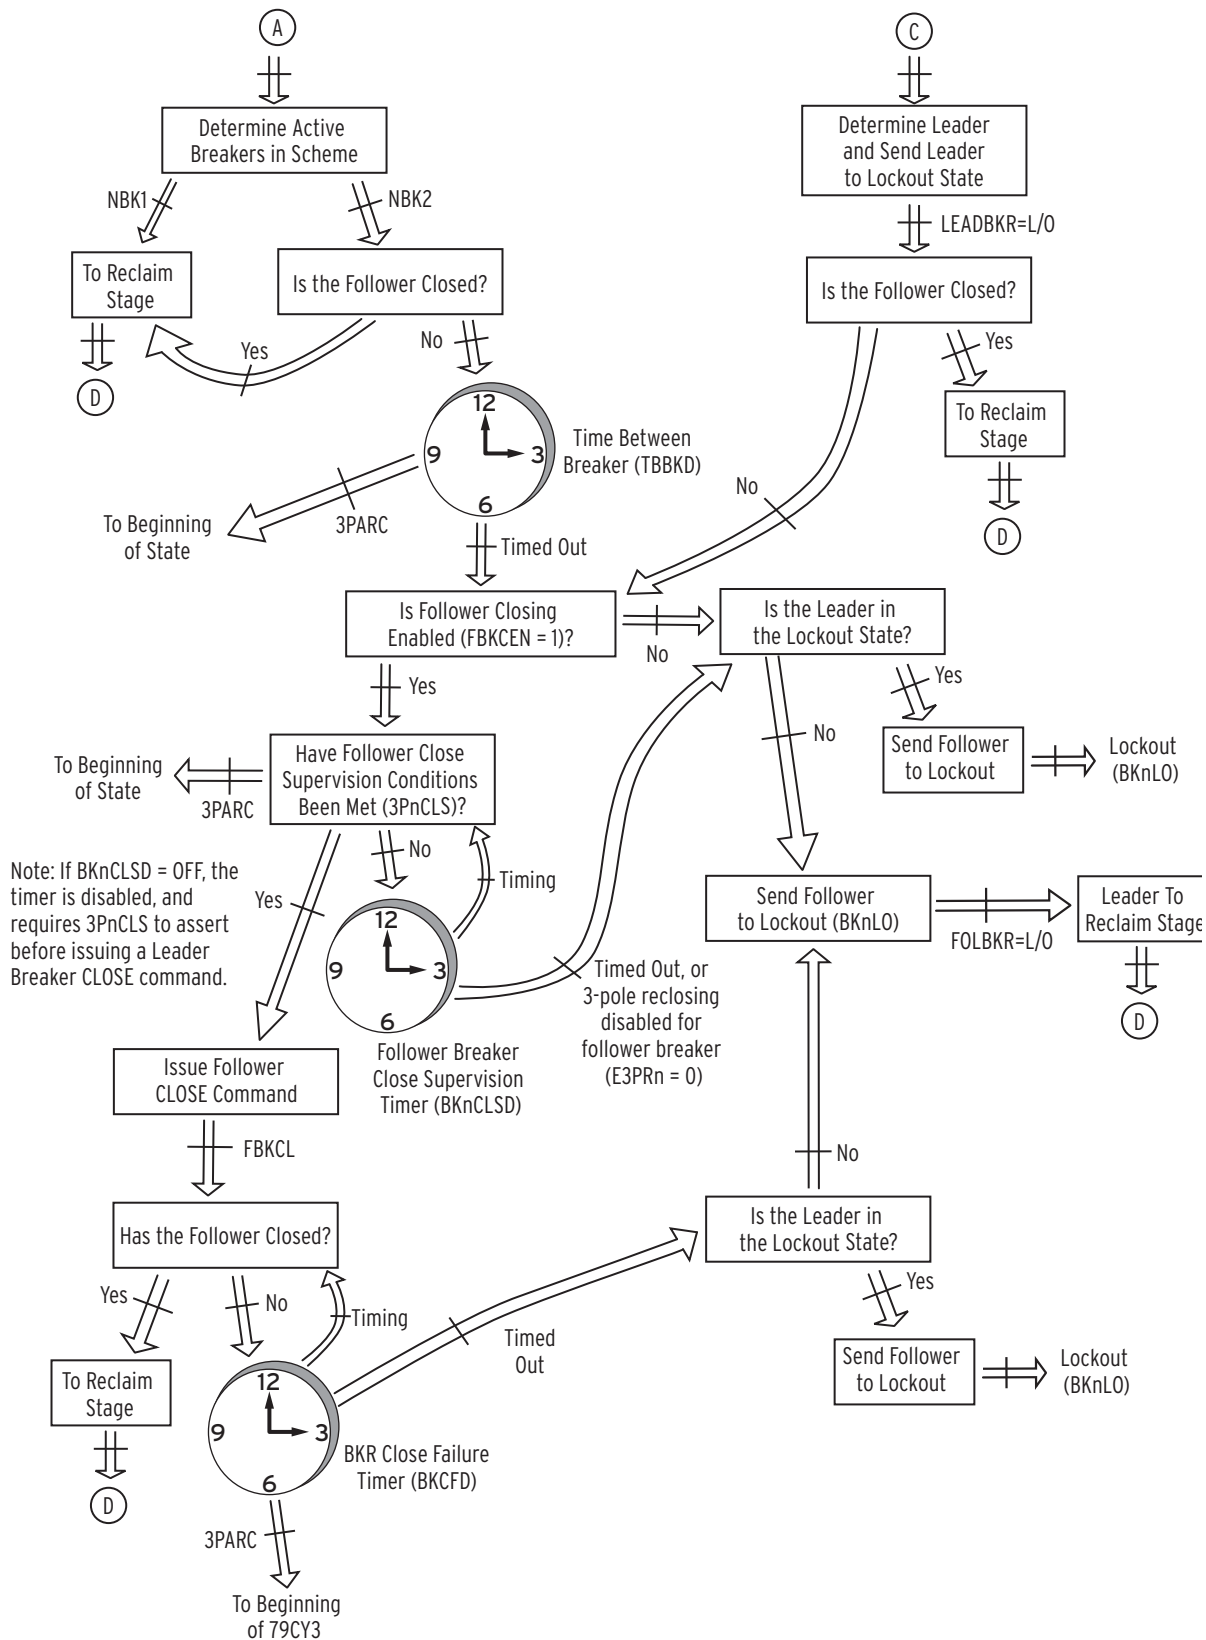 A
C
Determine Active
Breakers in Scheme
Determine Leader
and Send Leader
to Lockout State
NBK1
NBK2
LEADBKR=L/O
To Reclaim
Stage
Is the Follower Closed?
Is the Follower Closed?
Yes
No
Yes
D
12
9
3
6
Time Between
Breaker (TBBKD)
To Reclaim
Stage
No
D
To Beginning
of State
3PARC
Timed Out
Is Follower Closing
Enabled (FBKCEN = 1)?
No
Is the Leader in
the Lockout State?
Yes
Yes
No
Send Follower
to Lockout
Lockout
(BKnLO)
To Beginning
of State
3PARC
Have Follower Close
Supervision Conditions
Been Met (3PnCLS)?
No
Timing
Yes
Note: If BKnCLSD = OFF, the
timer is disabled, and
requires 3PnCLS to assert
before issuing a Leader
Breaker CLOSE command.
Send Follower
to Lockout (BKnLO)
FOLBKR=L/O
Leader To
Reclaim Stage
D
12
9
3
6
Timed Out, or
3-pole reclosing
disabled for
follower breaker
(E3PRn = 0)
Follower Breaker
Close Supervision
Timer (BKnCLSD)
Issue Follower
CLOSE Command
FBKCL
No
Has the Follower Closed?
Is the Leader in
the Lockout State?
Yes
No
Timing
Timed
Out
Yes
Send Follower
to Lockout
Lockout
(BKnLO)
To Reclaim
Stage
D
12
9
3
6
BKR Close Failure
Timer (BKCFD)
3PARC
To Beginning
of 79CY3